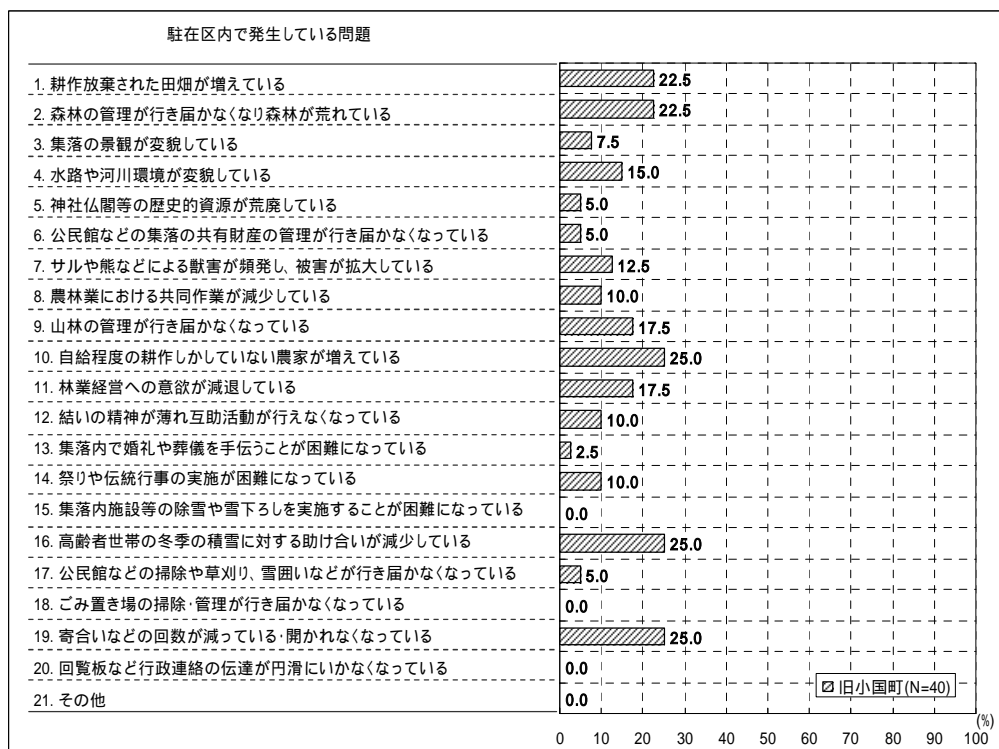 駐在区内で発生している問題
1. 耕作放棄された田畑が増えている 22.5
2. 森林の管理が行き届かなくなり森林が荒れている 22.5
3. 集落の景観が変貌している 7.5
4. 水路や河川環境が変貌している 15.0
5. 神社仏閣等の歴史的資源が荒廃している 5.0
6. 公民館などの集落の共有財産の管理が行き届かなくなっている 5.0
7. サルや熊などによる獣害が頻発し、被害が拡大している 12.5
8. 農林業における共同作業が減少している 10.0
9. 山林の管理が行き届かなくなっている 17.5
10. 自給程度の耕作しかしていない農家が増えている 25.0
11. 林業経営への意欲が減退している 17.5
12. 結いの精神が薄れ互助活動が行えなくなっている 10.0
13. 集落内で婚礼や葬儀を手伝うことが困難になっている 2.5
14. 祭りや伝統行事の実施が困難になっている 10.0
15. 集落内施設等の除雪や雪下ろしを実施することが困難になっている 0.0
16. 高齢者世帯の冬季の積雪に対する助け合いが減少している 25.0
17. 公民館などの掃除や草刈り、雪囲いなどが行き届かなくなっている 5.0
18. ごみ置き場の掃除・管理が行き届かなくなっている 0.0
19. 寄合いなどの回数が減っている・開かれなくなっている 25.0
20. 回覧板など行政連絡の伝達が円滑にいかなくなっている 0.0
21. その他 0.0
旧小国町(N=40)
(%)
0 10 20 30 40 50 60 70 80 90 100